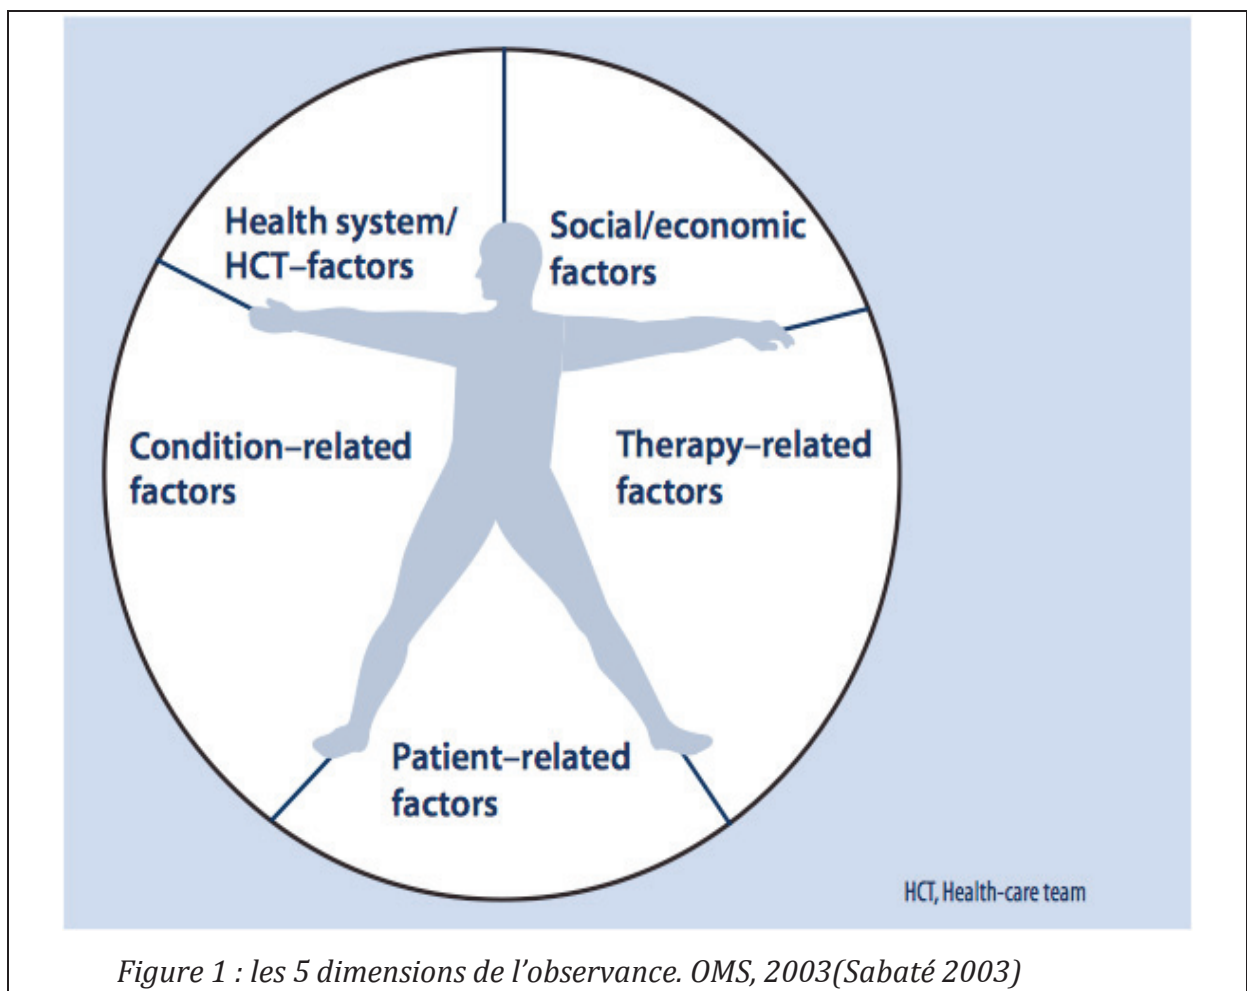 Health system/
HCT–factors
Social/economic
factors
Condition–related
factors
Therapy–related
factors
Patient–related
factors
HCT, Health-care team
Figure 1 : les 5 dimensions de l’observance. OMS, 2003(Sabaté 2003)